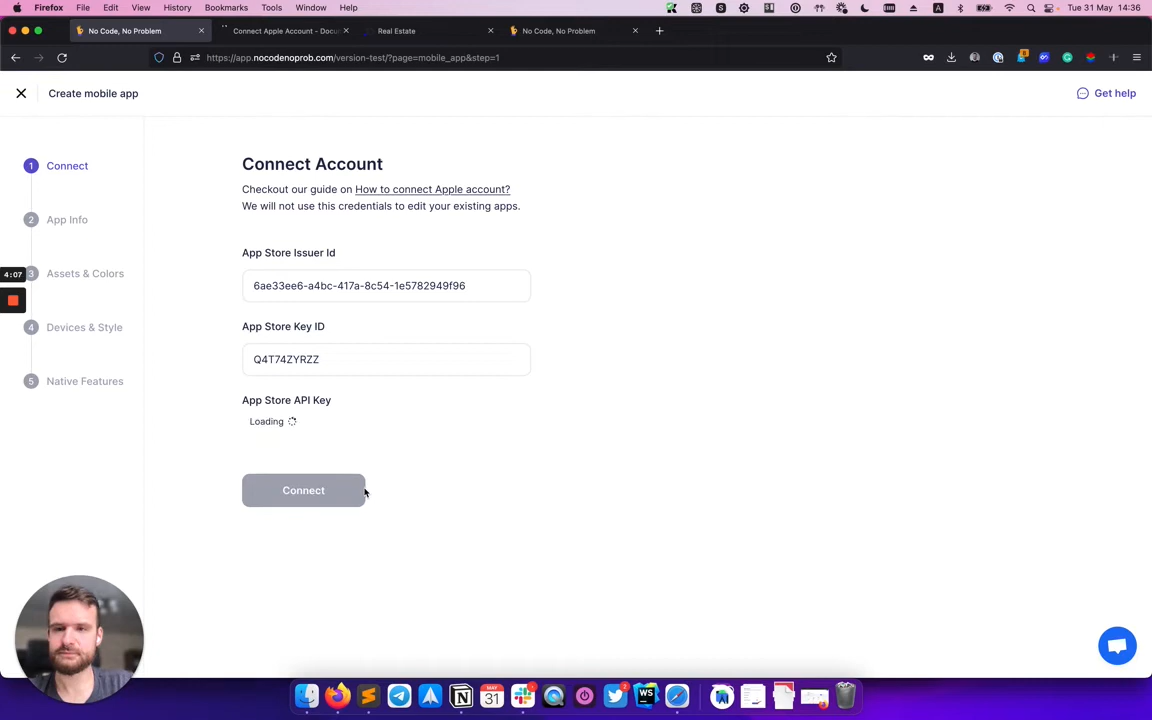 Firefox File Edit View History Bookmarks Tools Window Help
Tue 31 May 14:36
No Code, No Problem
Connect Apple Account - Docu
Real Estate
No Code, No Problem
https://app.nocodenoprob.com/version-test/?page=mobile_app&step=1
Create mobile app
Get help
1 Connect
2 App Info
3 Assets & Colors
4 Devices & Style
5 Native Features
4:07
Connect Account
Checkout our guide on How to connect Apple account?
We will not use this credentials to edit your existing apps.
App Store Issuer Id
6ae33ee6-a4bc-417a-8c54-1e5782949f96
App Store Key ID
Q4T74ZYRZZ
App Store API Key
Loading
Connect